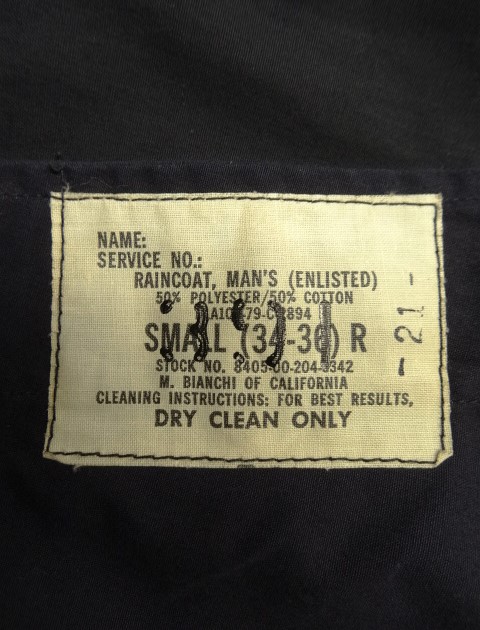 NAME:
SERVICE NO.:
RAINCOAT, MAN'S (ENLISTED)
50% POLYESTER/50% COTTON
SMALL (34-36) R
STOCK NO. 8405-00-204-3342
M. BIANCHI OF CALIFORNIA
CLEANING INSTRUCTIONS: FOR BEST RESULTS,
DRY CLEAN ONLY
- 21 -